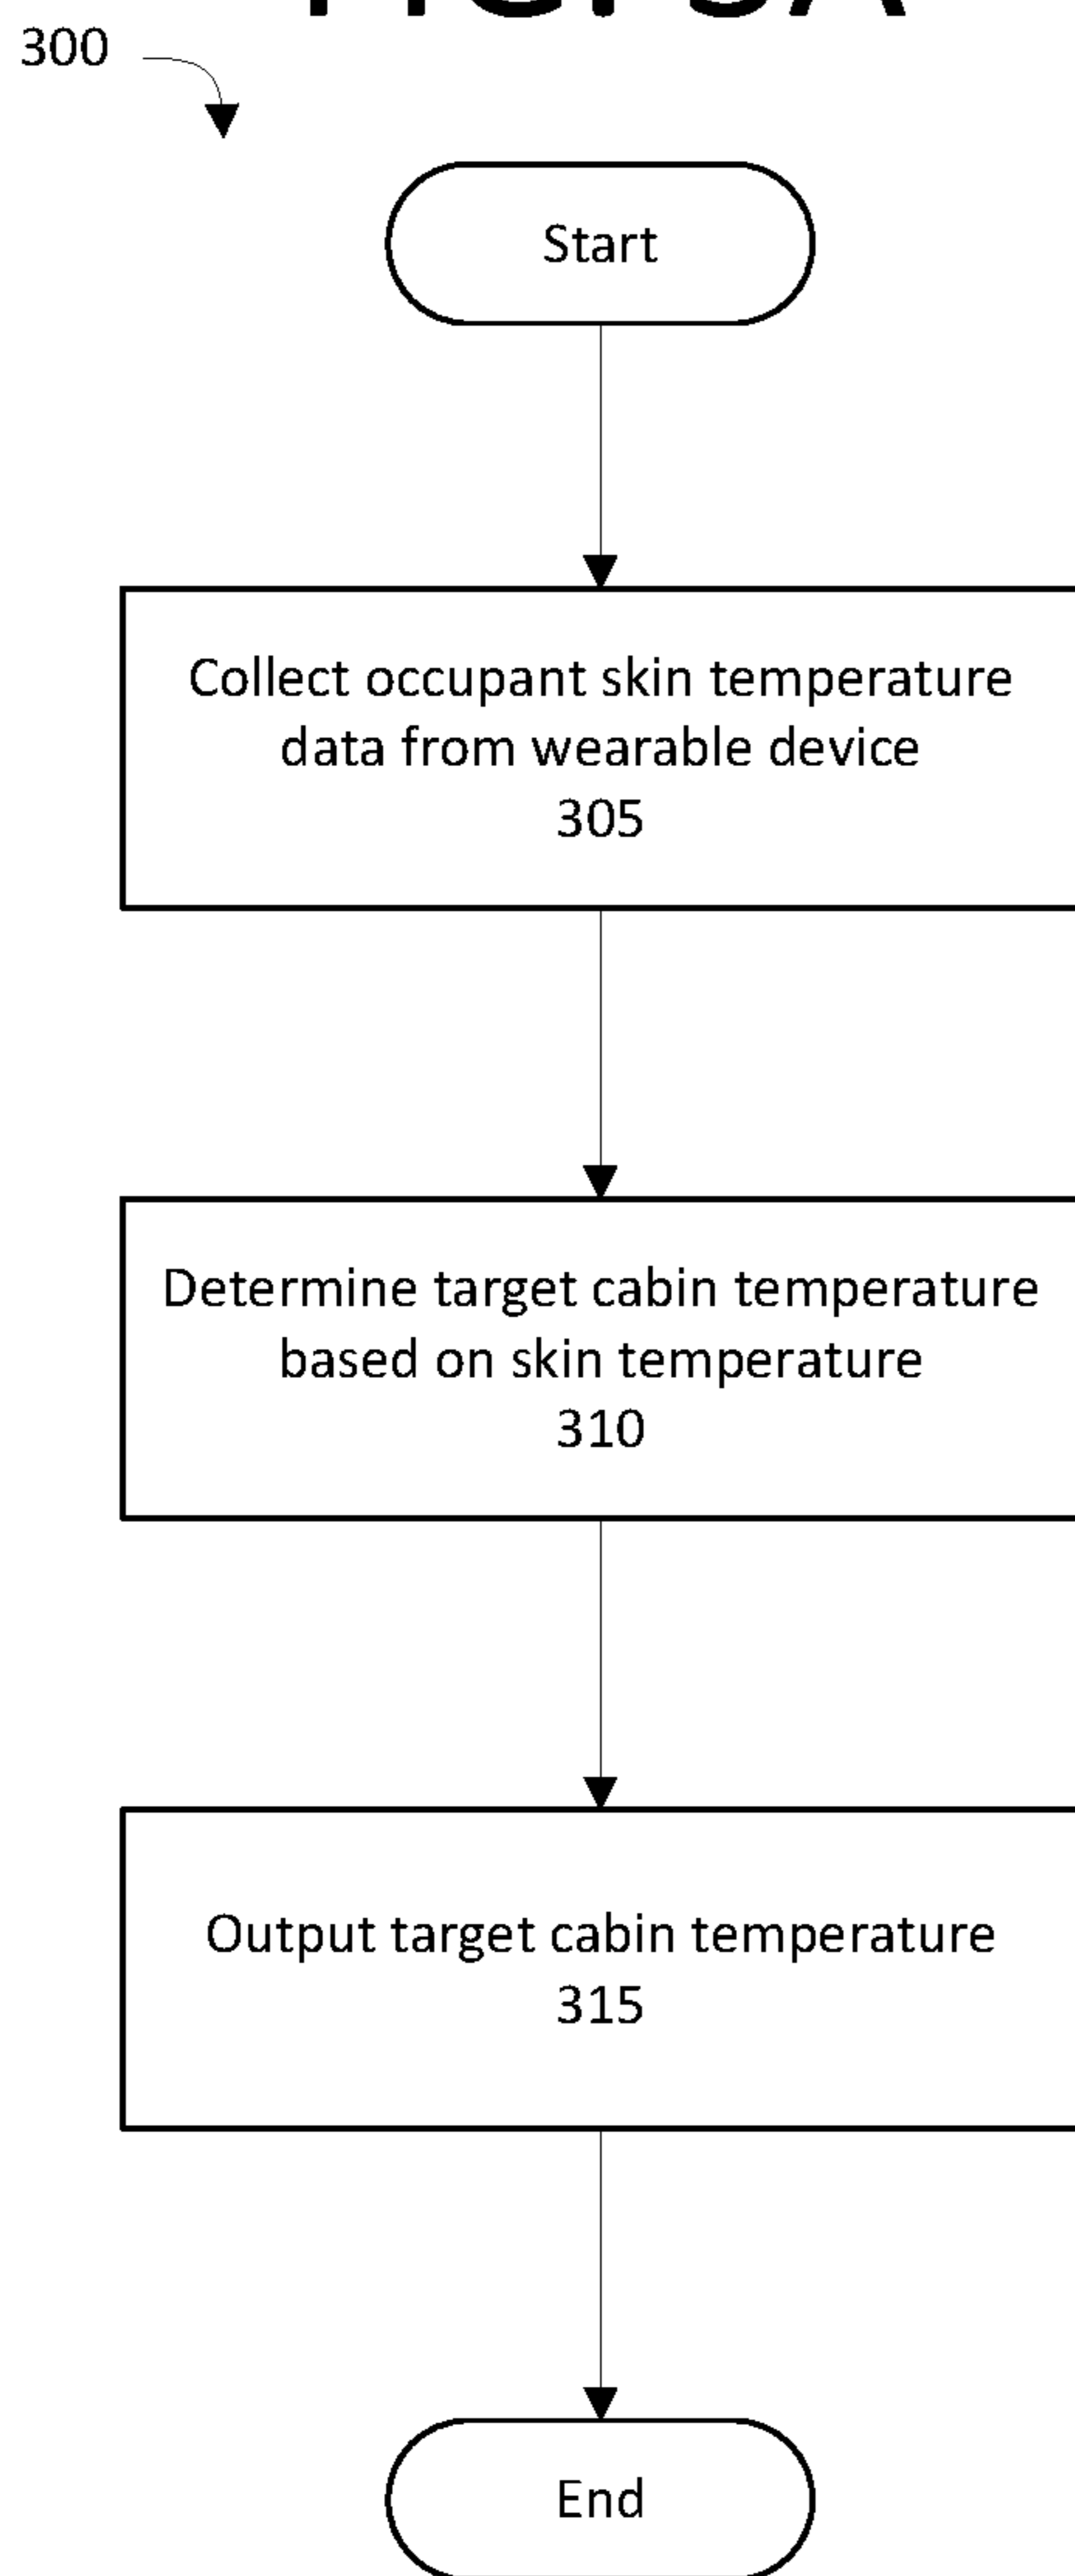 300
Start
Collect occupant skin temperature
data from wearable device
305
Determine target cabin temperature
based on skin temperature
310
Output target cabin temperature
315
End